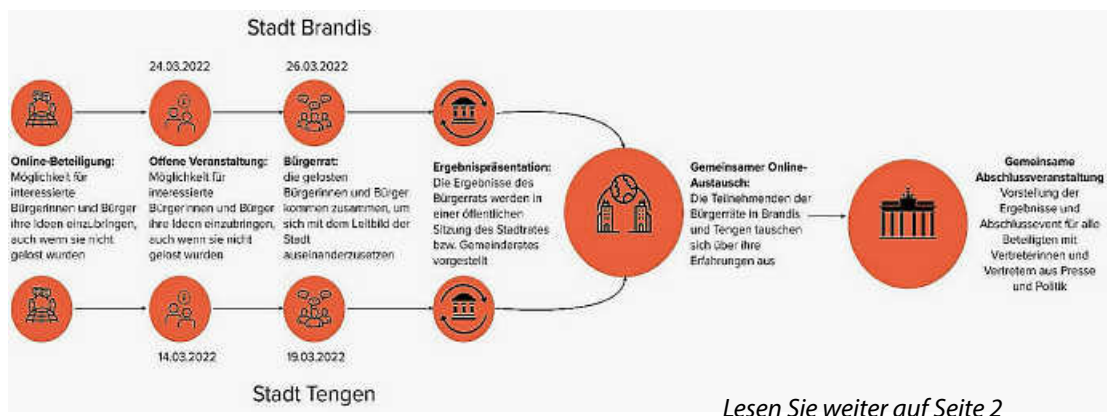 Stadt Brandis
24.03.2022
26.03.2022
Online-Beteiligung:
Möglichkeit für
interessierte
Bürgerinnen und Bürger
ihre Ideen einzubringen,
auch wenn sie nicht
gelost wurden
Offene Veranstaltung:
Möglichkeit für
interessierte
Bürgerinnen und Bürger
ihre Ideen einzubringen,
auch wenn sie nicht
gelost wurden
Bürgerrat:
die gelosten
Bürgerinnen und Bürger
kommen zusammen, um
sich mit dem Leitbild der
Stadt
auseinanderzusetzen
Ergebnispräsentation:
Die Ergebnisse des
Bürgerrats werden in
einer öffentlichen
Sitzung des Stadtrates
bzw. Gemeinderates
vorgestellt
Gemeinsamer Online-
Austausch:
Die Teilnehmenden der
Bürgerräte in Brandis
und Tengen tauschen
sich über ihre
Erfahrungen aus
Gemeinsame
Abschlussveranstaltung
Vorstellung der
Ergebnisse und
Abschlussevent für alle
Beteiligten mit
Vertreterinnen und
Vertretern aus Presse
und Politik
14.03.2022
19.03.2022
Stadt Tengen
Lesen Sie weiter auf Seite 2